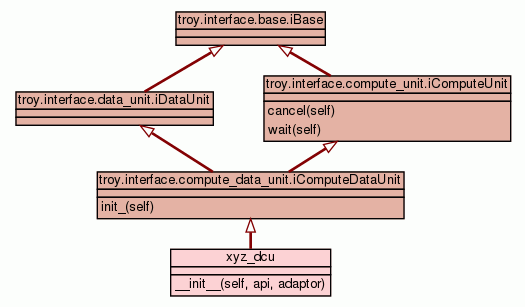 troy.interface.base.iBase
troy.interface.data_unit.iDataUnit
troy.interface.compute_unit.iComputeUnit
cancel(self)
wait(self)
troy.interface.compute_data_unit.iComputeDataUnit
init_(self)
xyz_dcu
__init__(self, api, adaptor)